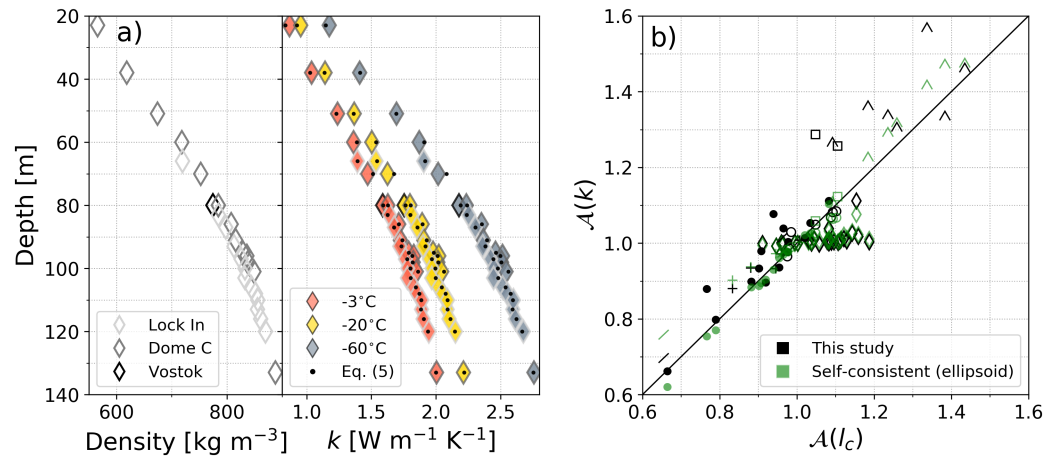 a)
20
40
60
80
100
120
140
Depth [m]
Lock In
Dome C
Vostok
600
800
Density [kg m⁻³]
-3°C
-20°C
-60°C
Eq. (5)
1.0
1.5
2.0
2.5
k [W m⁻¹ K⁻¹]
b)
1.6
1.4
1.2
1.0
0.8
0.6
𝒜(k)
This study
Self-consistent (ellipsoid)
0.6
0.8
1.0
1.2
1.4
1.6
𝒜(l_c)